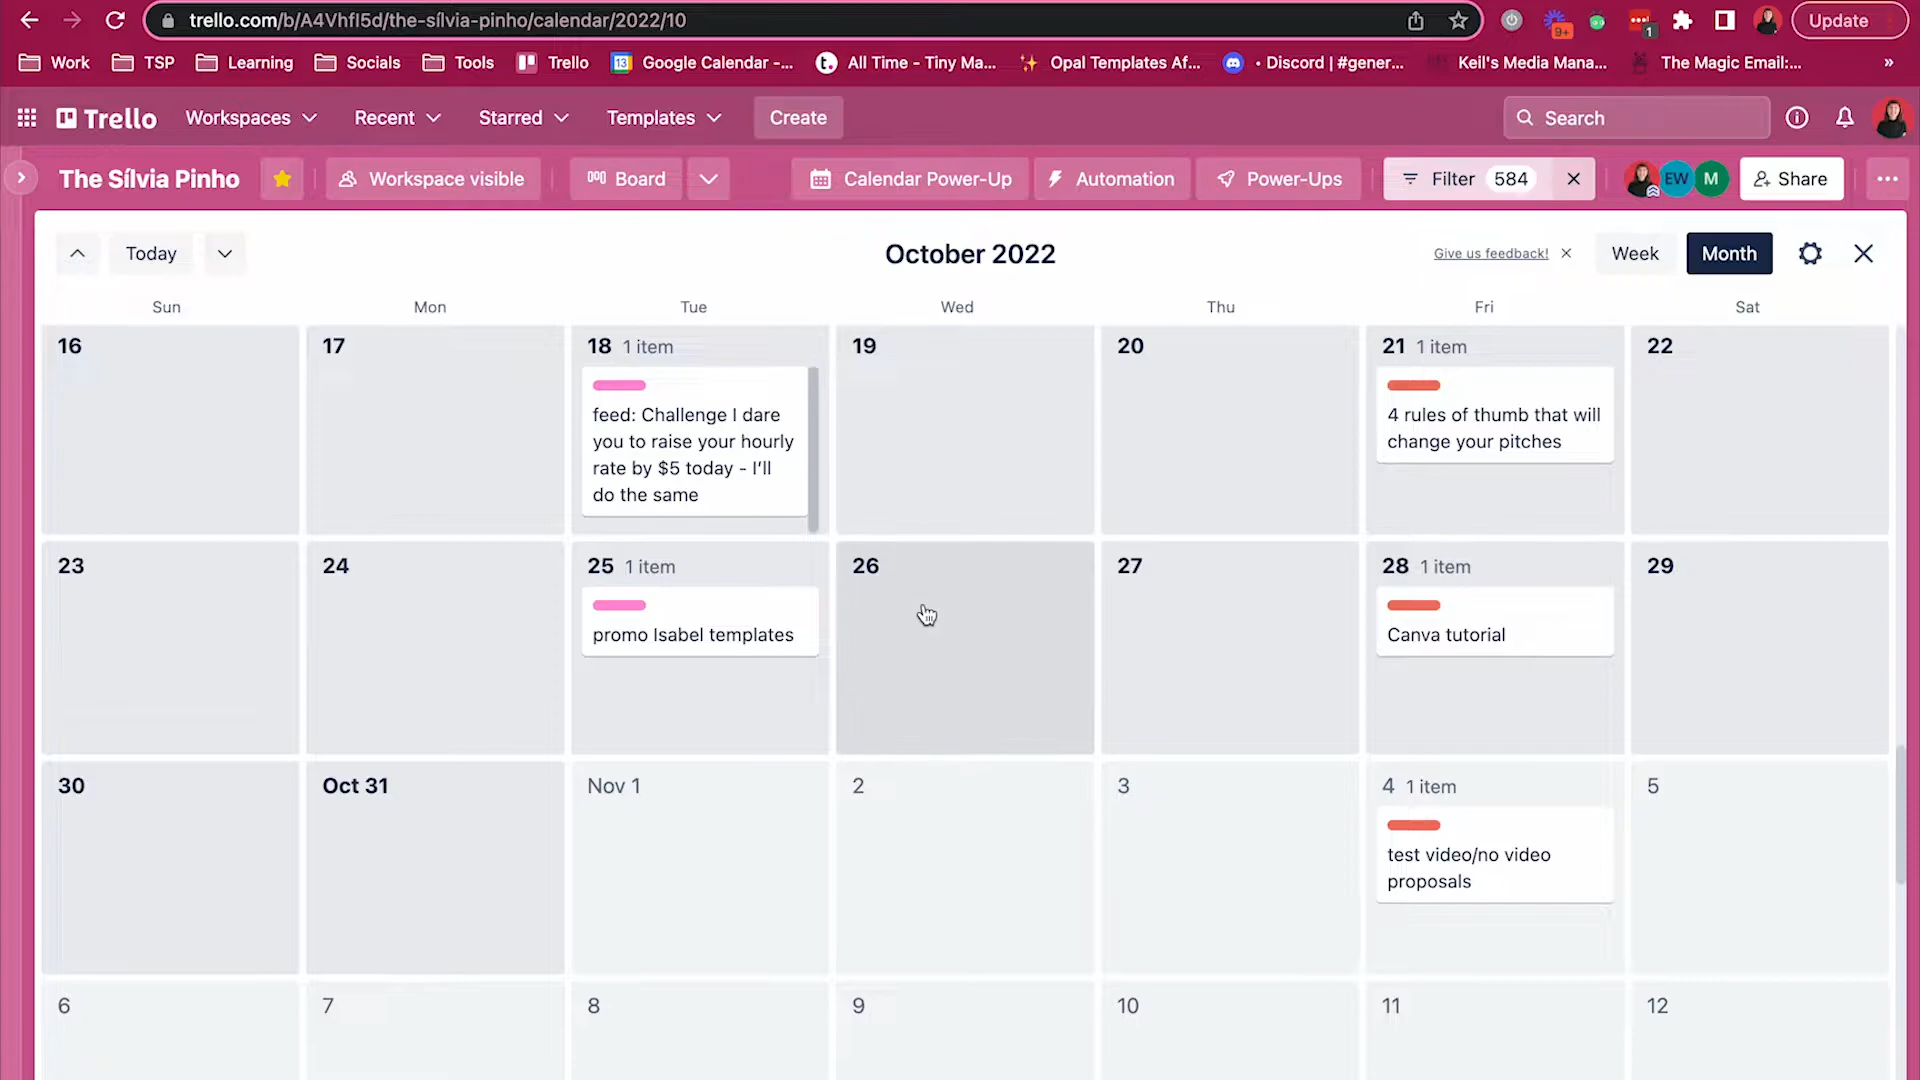 trello.com/b/A4VhfI5d/the-sílvia-pinho/calendar/2022/10
9+
1
Update
Work
TSP
Learning
Socials
Tools
Trello
13
Google Calendar -...
t.
All Time - Tiny Ma...
Opal Templates Af...
• Discord | #gener...
Keil's Media Mana...
The Magic Email:...
»
Trello
Workspaces
Recent
Starred
Templates
Create
Search
The Sílvia Pinho
Workspace visible
Board
Calendar Power-Up
Automation
Power-Ups
Filter
584
EW
M
Share
Today
October 2022
Give us feedback!
Week
Month
Sun
Mon
Tue
Wed
Thu
Fri
Sat
16
17
18 1 item
feed: Challenge I dare
you to raise your hourly
rate by $5 today - I'll
do the same
19
20
21 1 item
4 rules of thumb that will
change your pitches
22
23
24
25 1 item
promo Isabel templates
26
27
28 1 item
Canva tutorial
29
30
Oct 31
Nov 1
2
3
4 1 item
test video/no video
proposals
5
6
7
8
9
10
11
12